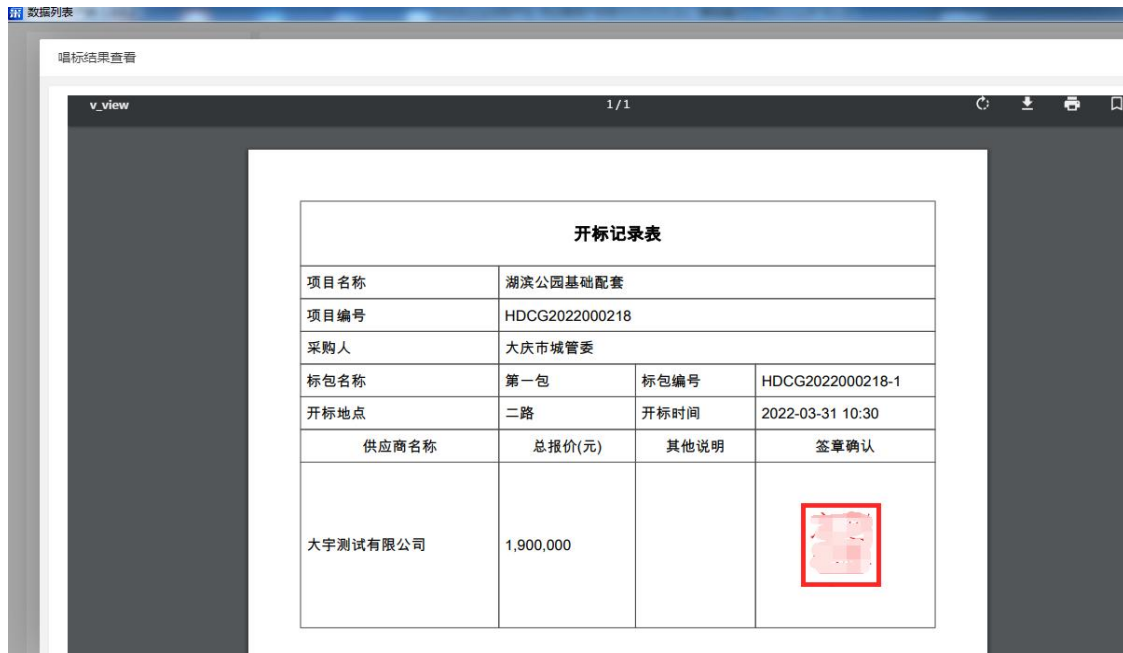 数据列表
唱标结果查看
v_view 1/1
开标记录表
项目名称 湖滨公园基础配套
项目编号 HDCG2022000218
采购人 大庆市城管委
标包名称 第一包 标包编号 HDCG2022000218-1
开标地点 二路 开标时间 2022-03-31 10:30
供应商名称 总报价(元) 其他说明 签章确认
大宇测试有限公司 1,900,000